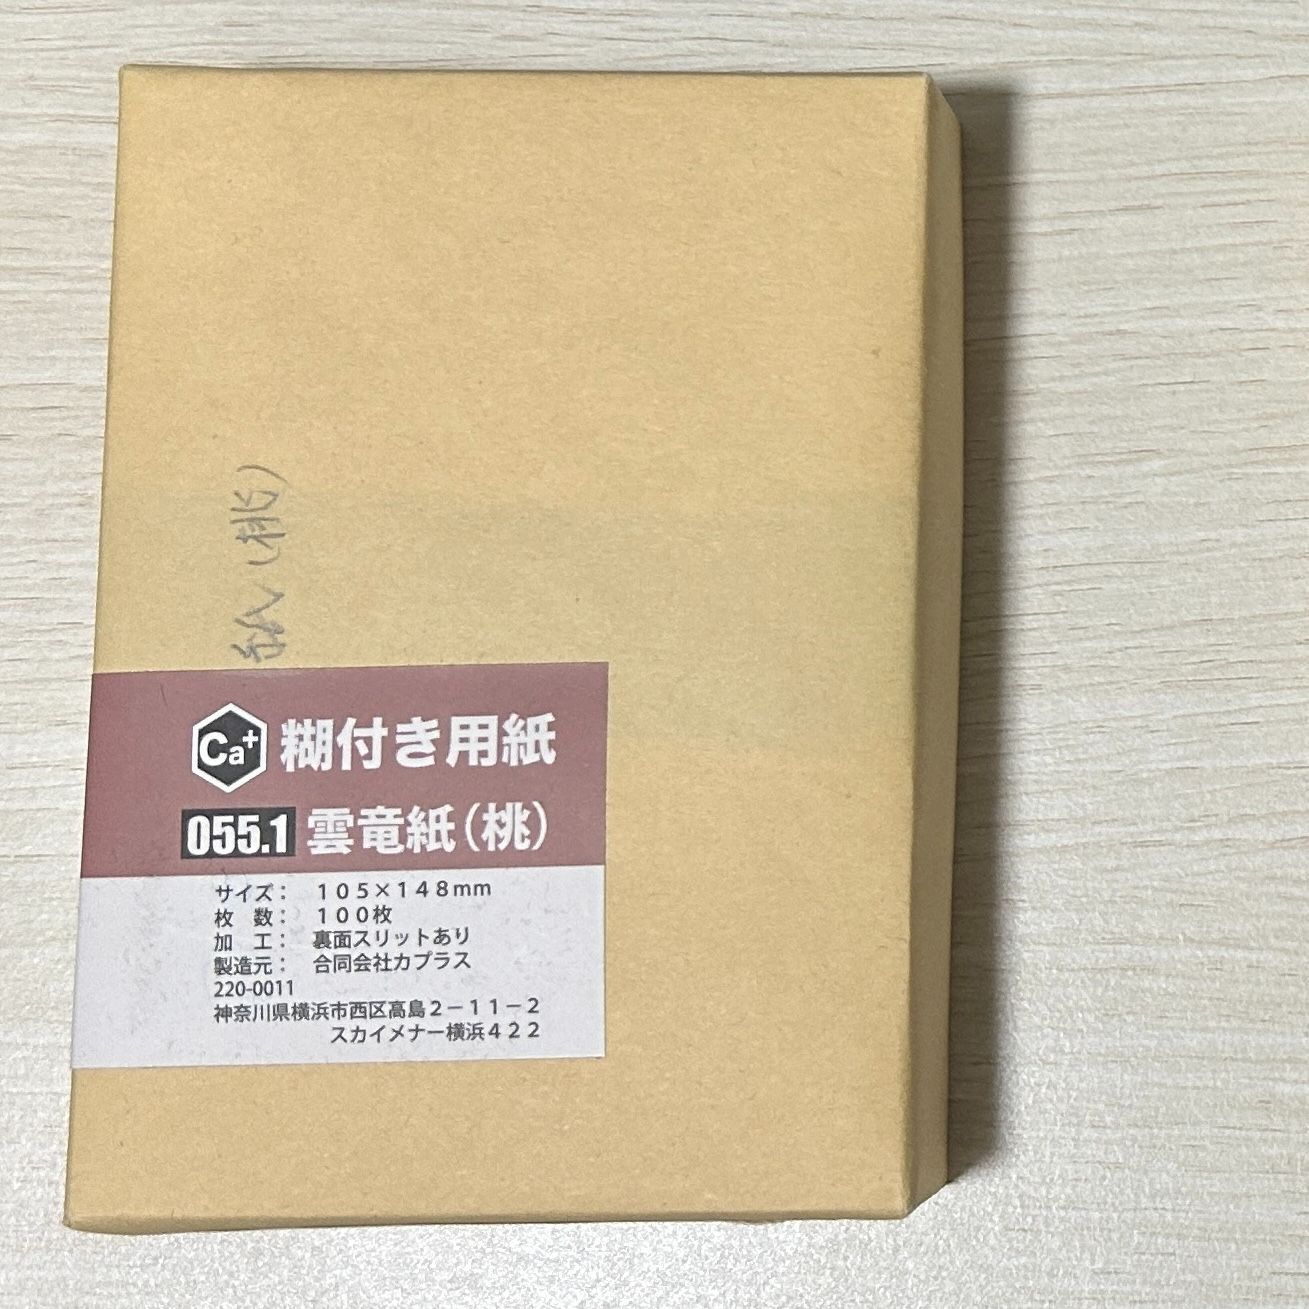 紙(桃)
Ca+ 糊付き用紙
055.1 雲竜紙(桃)
サイズ： 105×148mm
枚　数： 100枚
加　工： 裏面スリットあり
製造元： 合同会社カプラス
220-0011
神奈川県横浜市西区高島2－11－2
スカイメナー横浜422